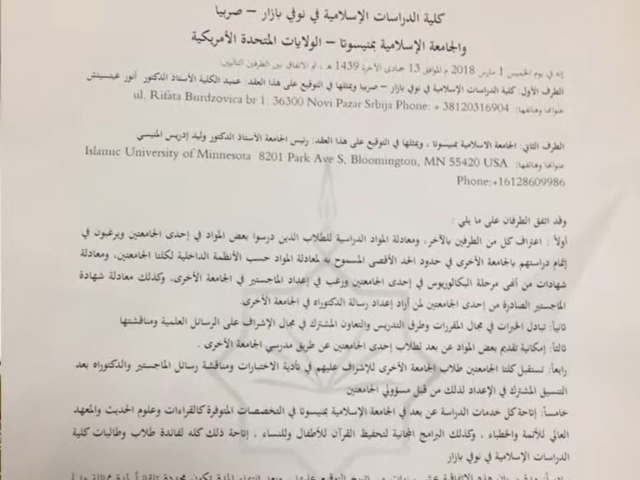 كلية الدراسات الإسلامية في نوفي بازار – صربيا
والجامعة الإسلامية بمنيسوتا – الولايات المتحدة الأمريكية
إنه في يوم الخميس 1 مارس 2018 م الموافق 13 جمادى الآخرة 1439 هـ ، تم الاتفاق بين الطرفين التاليين:
الطرف الأول: كلية الدراسات الإسلامية في نوفي بازار – صربيا ويمثلها في التوقيع على هذا العقد: عميد الكلية الأستاذ الدكتور أنور
عنوانها وهاتفها: ul. Rifata Burdzovica br 1. 36300 Novi Pazar Srbija Phone: + 38120316904
الطرف الثاني: الجامعة الاسلامية بمنيسوتا ، ويمثلها في التوقيع على هذا العقد: رئيس الجامعة الأستاذ الدكتور وليد إدريس المنيسي
عنوانها وهاتفها: Islamic University of Minnesota 8201 Park Ave S, Bloomington, MN 55420 USA
Phone:+16128609986
وقد اتفق الطرفان على ما يلي :
أولاً : اعتراف كل من الطرفين بالآخر، ومعادلة المواد الدراسية للطلاب الذين درسوا بعض المواد في إحدى الجامعتين ويرغبون في
إتمام دراستهم بالجامعة الأخرى في حدود الحد الأقصى المسموح به لمعادلة المواد حسب الأنظمة الداخلية لكلتا الجامعتين، ومعادلة
شهادات من أنهى مرحلة البكالوريوس في إحدى الجامعتين ورغب في إعداد الماجستير في الجامعة الأخرى، وكذلك معادلة شهادة
الماجستير الصادرة من إحدى الجامعتين لمن أراد إعداد رسالة الدكتوراه في الجامعة الأخرى.
ثانياً: تبادل الخبرات في مجال المقررات وطرق التدريس والتعاون المشترك في مجال الإشراف على الرسائل العلمية ومناقشتها
ثالثاً: إمكانية تقديم بعض المواد عن بعد لطلاب إحدى الجامعتين عن طريق مدرسي الجامعة الأخرى .
رابعاً: تستقبل كلتا الجامعتين طلاب الجامعة الأخرى للإشراف عليهم في تأدية الاختبارات ومناقشة رسائل الماجستير والدكتوراه بعد
التنسيق المشترك في الإعداد لذلك من قبل مسؤولي الجامعتين
خامساً: إتاحة كل خدمات الدراسة عن بعد في الجامعة الإسلامية بمنيسوتا في التخصصات المتوفرة كالقراءات وعلوم الحديث والمعهد
العالي للأئمة والخطباء ، وكذلك البرامج المجانية لتحفيظ القرآن للأطفال وللنساء ، إتاحة ذلك كله لفائدة طلاب وطالبات كلية
الدراسات الإسلامية في نوفي بازار